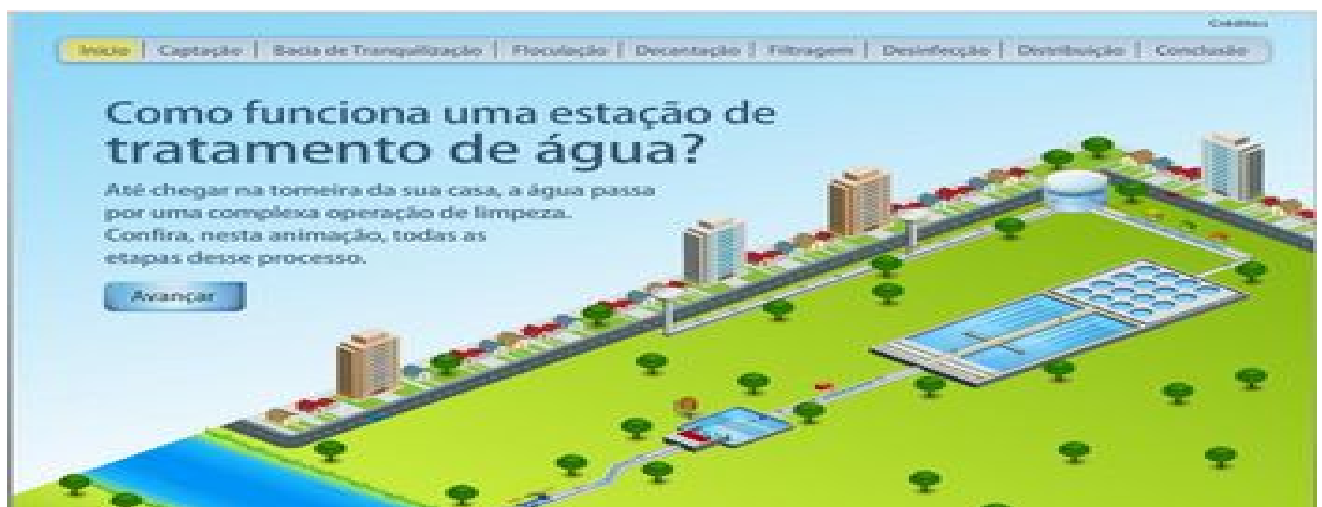 Créditos
Início | Captação | Bacia de Tranquilização | Floculação | Decantação | Filtragem | Desinfecção | Distribuição | Conclusão
Como funciona uma estação de
tratamento de água?
Até chegar na torneira da sua casa, a água passa
por uma complexa operação de limpeza.
Confira, nesta animação, todas as
etapas desse processo.
Avançar